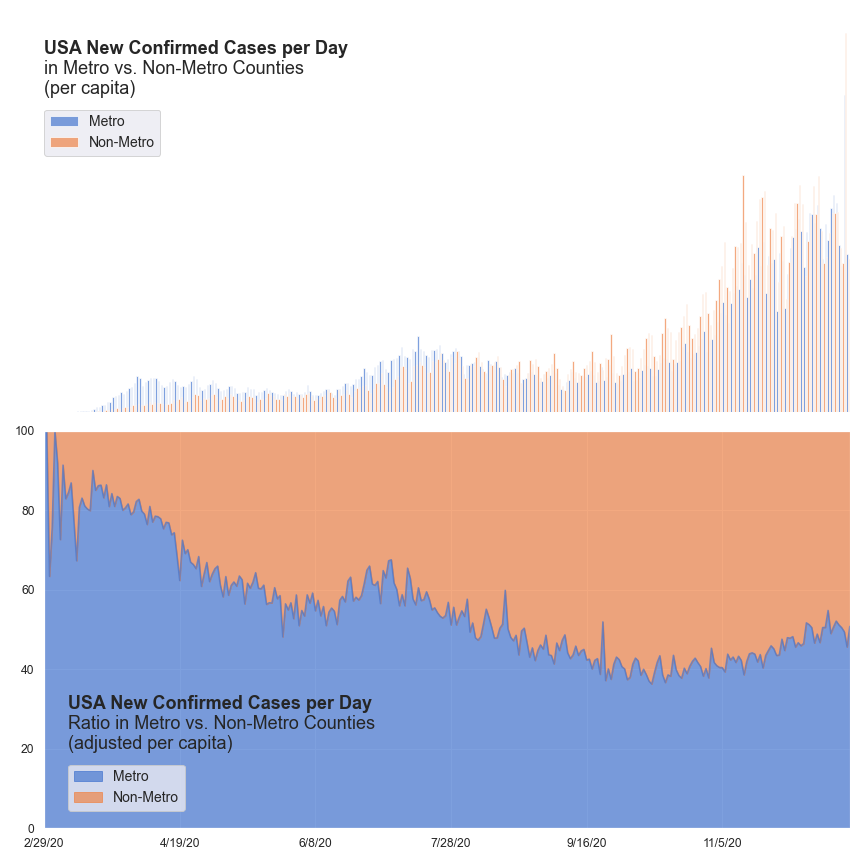 USA New Confirmed Cases per Day
in Metro vs. Non-Metro Counties
(per capita)
Metro
Non-Metro
100
80
60
40
USA New Confirmed Cases per Day
Ratio in Metro vs. Non-Metro Counties
(adjusted per capita)
20
Metro
Non-Metro
0
2/29/20 4/19/20 6/8/20 7/28/20 9/16/20 11/5/20